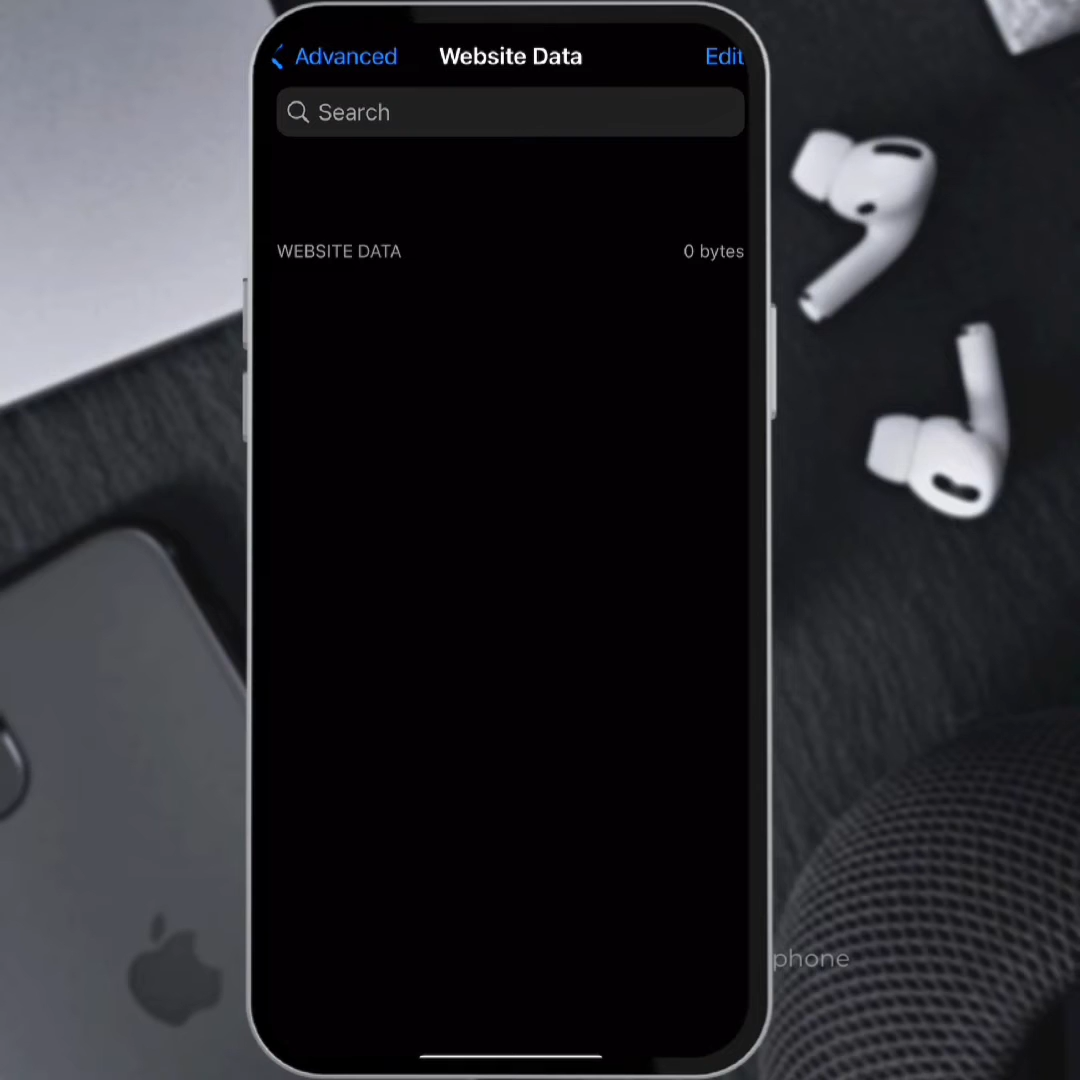 Advanced
Website Data
Edit
Search
WEBSITE DATA
0 bytes
phone